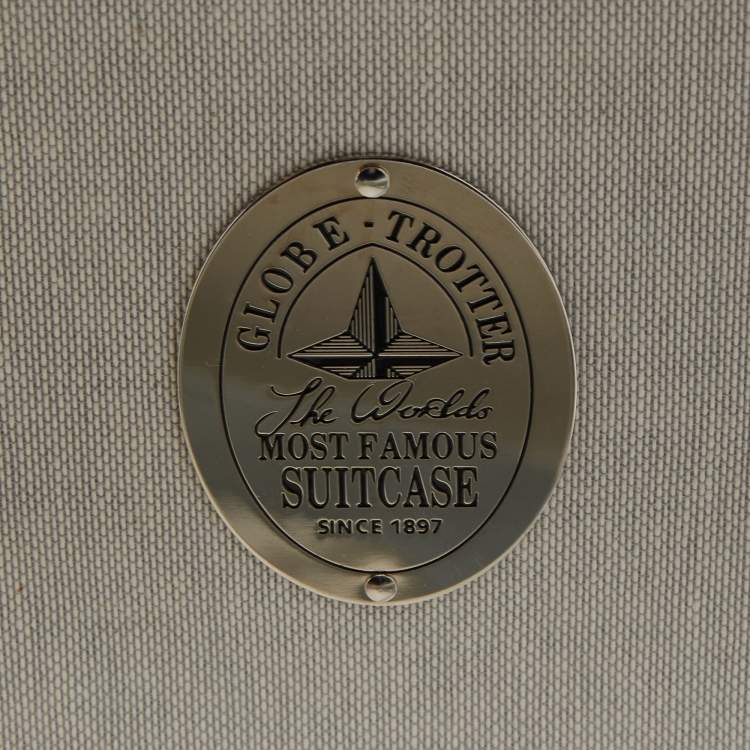 GLOBE - TROTTER
The Worlds
MOST FAMOUS
SUITCASE
SINCE 1897